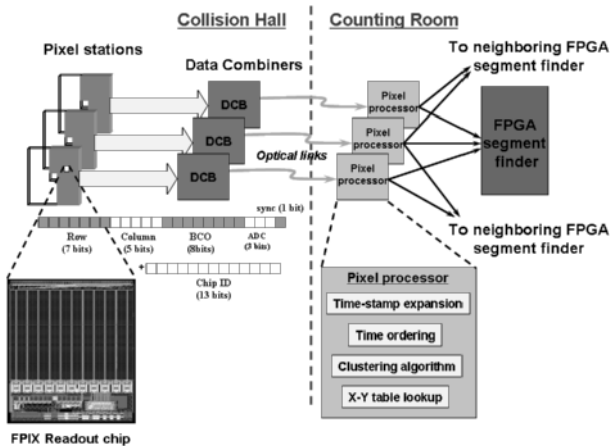 Collision Hall
Counting Room
Pixel stations
Data Combiners
To neighboring FPGA
segment finder
DCB
DCB
DCB
Optical links
Pixel
processor
Pixel
processor
Pixel
processor
FPGA
segment
finder
To neighboring FPGA
segment finder
sync (1 bit)
Row
(7 bits)
Column
(5 bits)
BCO
(8bits)
ADC
(3 bin)
+
Chip ID
(13 bits)
Pixel processor
Time-stamp expansion
Time ordering
Clustering algorithm
X-Y table lookup
FPIX Readout chip